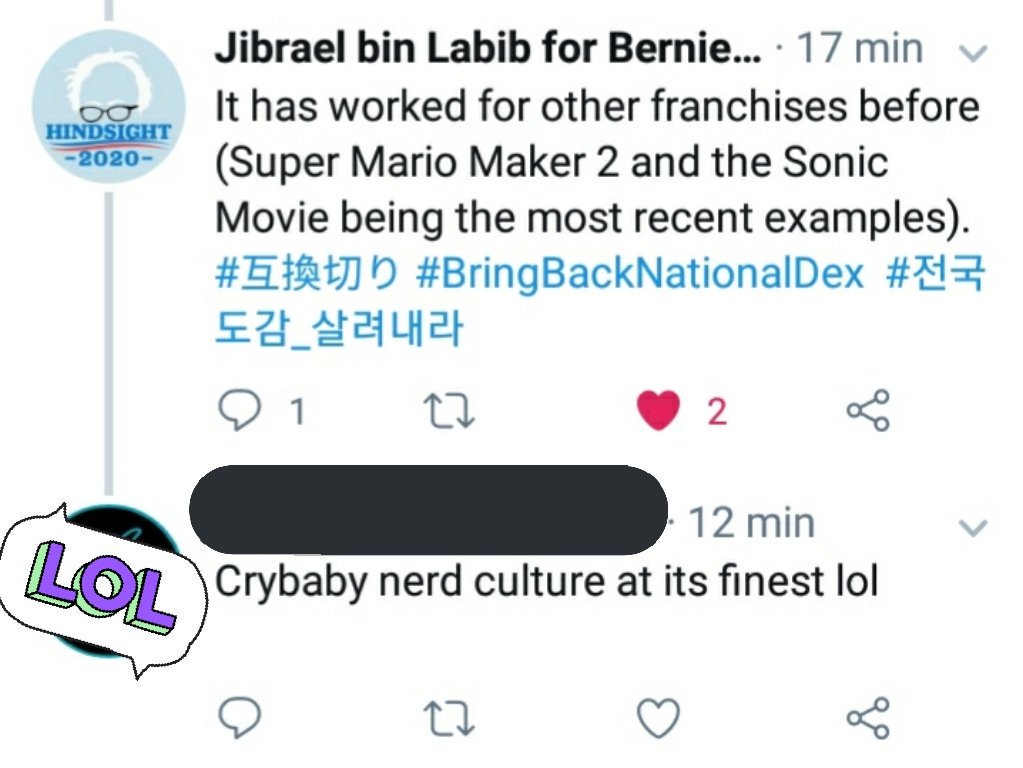 Jibrael bin Labib for Bernie... · 17 min
HINDSIGHT
-2020-
It has worked for other franchises before
(Super Mario Maker 2 and the Sonic
Movie being the most recent examples).
#互換切り #BringBackNationalDex #전국
도감_살려내라
1 2
· 12 min
LOL
Crybaby nerd culture at its finest lol